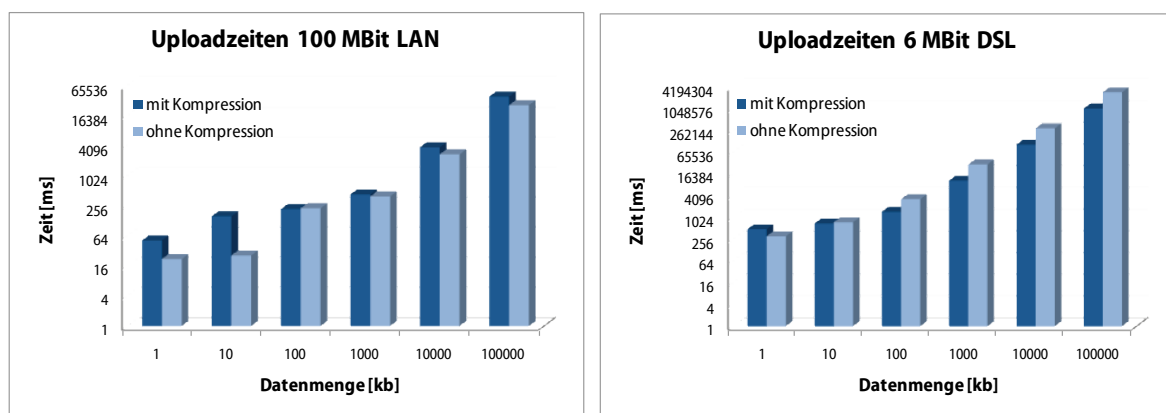 Uploadzeiten 100 MBit LAN
mit Kompression
ohne Kompression
Zeit [ms]
65536
16384
4096
1024
256
64
16
4
1
1 10 100 1000 10000 100000
Datenmenge [kb]
Uploadzeiten 6 MBit DSL
mit Kompression
ohne Kompression
Zeit [ms]
4194304
1048576
262144
65536
16384
4096
1024
256
64
16
4
1
1 10 100 1000 10000 100000
Datenmenge [kb]